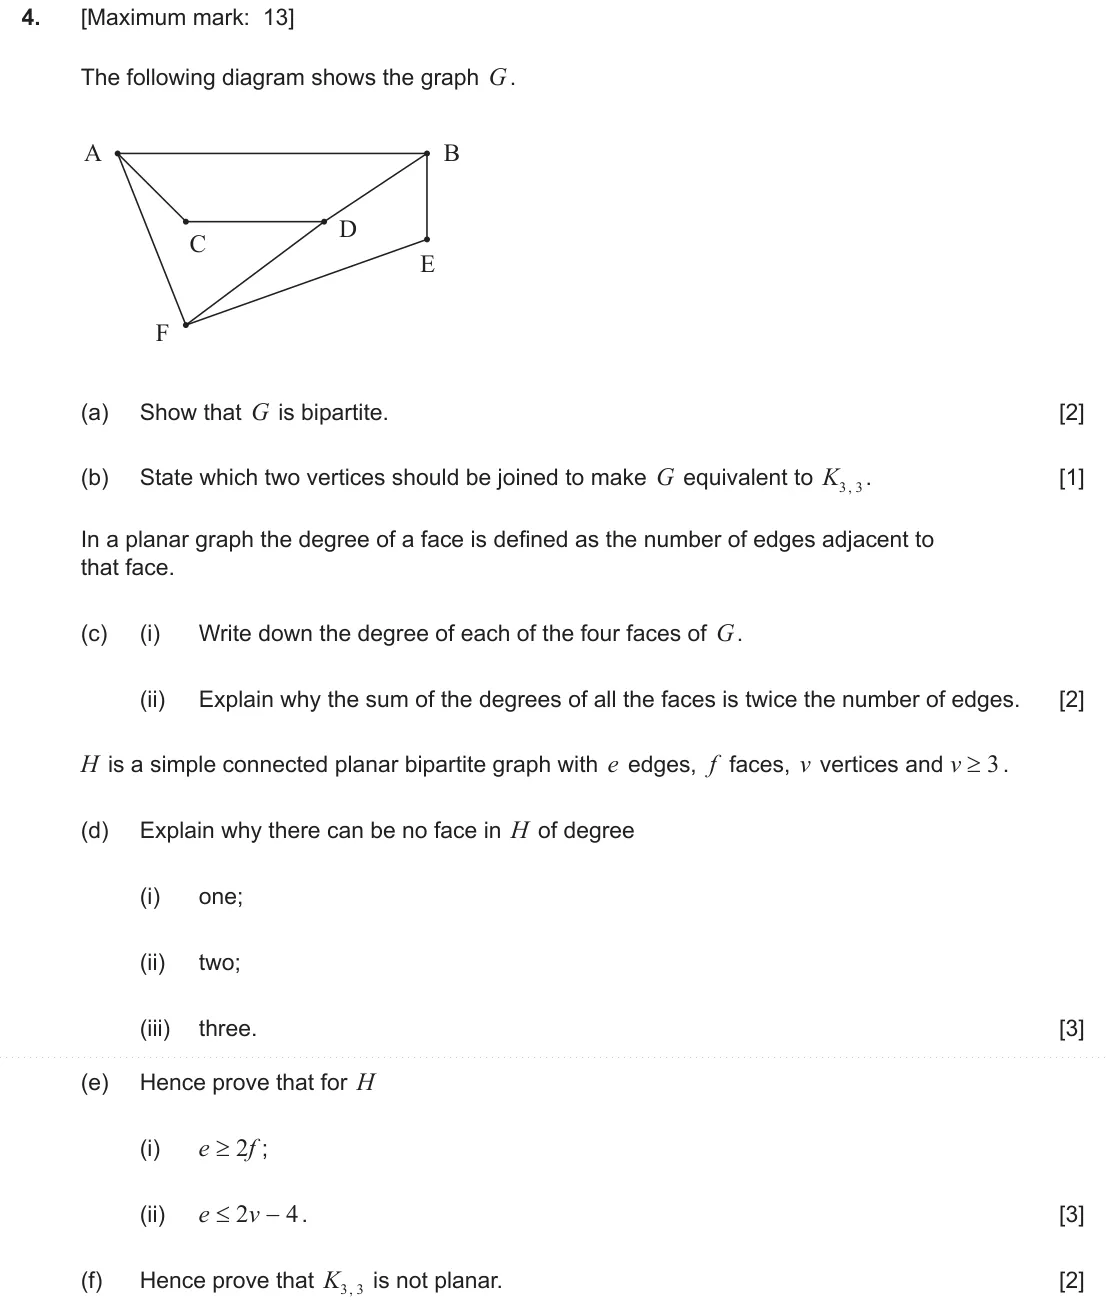 4. [Maximum mark: 13]
The following diagram shows the graph G.
A
B
D
C
E
F
(a) Show that G is bipartite. [2]
(b) State which two vertices should be joined to make G equivalent to K3,3. [1]
In a planar graph the degree of a face is defined as the number of edges adjacent to
that face.
(c) (i) Write down the degree of each of the four faces of G.
(ii) Explain why the sum of the degrees of all the faces is twice the number of edges. [2]
H is a simple connected planar bipartite graph with e edges, f faces, v vertices and v ≥ 3.
(d) Explain why there can be no face in H of degree
(i) one;
(ii) two;
(iii) three. [3]
(e) Hence prove that for H
(i) e ≥ 2f;
(ii) e ≤ 2v − 4. [3]
(f) Hence prove that K3,3 is not planar. [2]